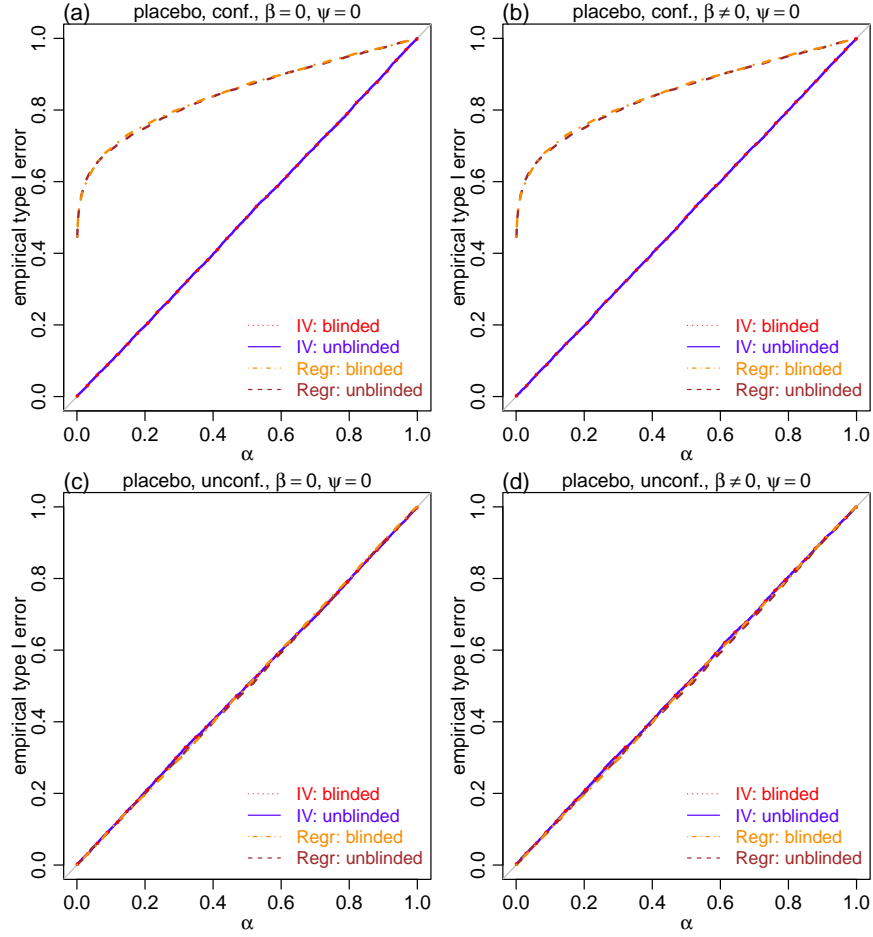 (a) placebo, conf., β = 0, ψ = 0
empirical type I error
0.0 0.2 0.4 0.6 0.8 1.0
IV: blinded
IV: unblinded
Regr: blinded
Regr: unblinded
0.0 0.2 0.4 0.6 0.8 1.0
α
(b) placebo, conf., β ≠ 0, ψ = 0
empirical type I error
0.0 0.2 0.4 0.6 0.8 1.0
IV: blinded
IV: unblinded
Regr: blinded
Regr: unblinded
0.0 0.2 0.4 0.6 0.8 1.0
α
(c) placebo, unconf., β = 0, ψ = 0
empirical type I error
0.0 0.2 0.4 0.6 0.8 1.0
IV: blinded
IV: unblinded
Regr: blinded
Regr: unblinded
0.0 0.2 0.4 0.6 0.8 1.0
α
(d) placebo, unconf., β ≠ 0, ψ = 0
empirical type I error
0.0 0.2 0.4 0.6 0.8 1.0
IV: blinded
IV: unblinded
Regr: blinded
Regr: unblinded
0.0 0.2 0.4 0.6 0.8 1.0
α